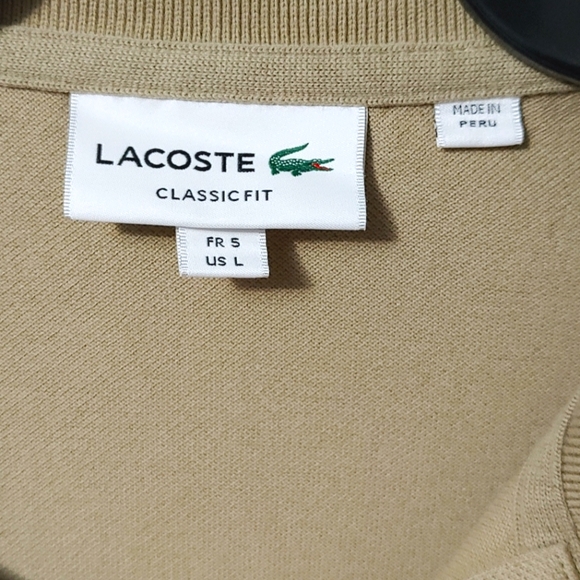 LACOSTE
CLASSIC FIT
FR 5
US L
MADE IN
PERU